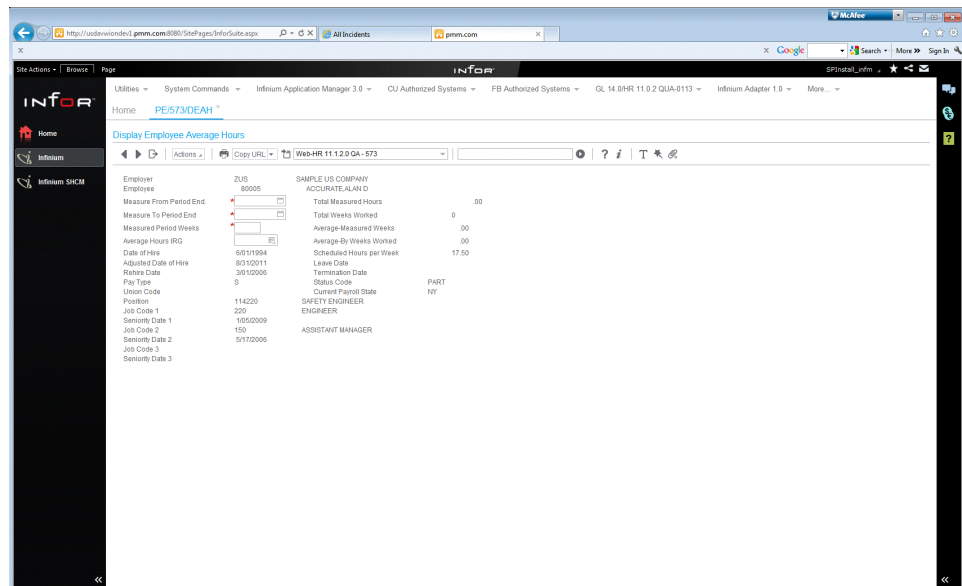 McAfee
http://usdavwiondev1.pmm.com:8080/SitePages/InforSuite.aspx
All Incidents
pmm.com
x Google Search More » Sign In
Site Actions Browse Page
infor
SPInstall_infm
infor
Utilities System Commands Infinium Application Manager 3.0 CU Authorized Systems FB Authorized Systems GL 14.0/HR 11.0.2 QUA-0113 Infinium Adapter 1.0 More...
Home PE/573/DEAH ×
Home
Infinium
Infinium SHCM
Display Employee Average Hours
Actions Copy URL Web-HR 11.1.2.0 QA - 573 ? i T
Employer ZUS SAMPLE US COMPANY
Employee 80005 ACCURATE,ALAN D
Measure From Period End. * Total Measured Hours .00
Measure To Period End * Total Weeks Worked 0
Measured Period Weeks * Average-Measured Weeks .00
Average Hours IRG Average-By Weeks Worked .00
Date of Hire 6/01/1994 Scheduled Hours per Week 17.50
Adjusted Date of Hire 8/31/2011 Leave Date
Rehire Date 3/01/2006 Termination Date
Pay Type S Status Code PART
Union Code Current Payroll State NY
Position 114220 SAFETY ENGINEER
Job Code 1 220 ENGINEER
Seniority Date 1 1/05/2009
Job Code 2 150 ASSISTANT MANAGER
Seniority Date 2 5/17/2006
Job Code 3
Seniority Date 3
« «